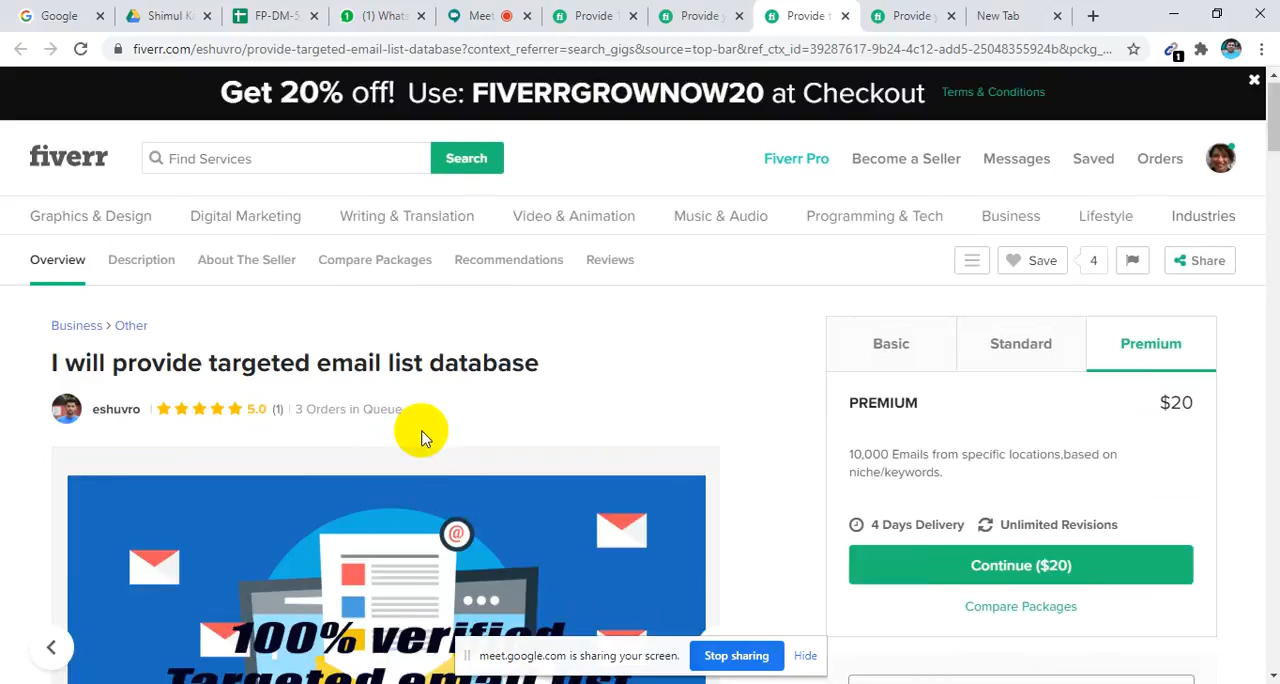 Google
Shimul K
FP-DM-5
(1) Whats
Meet
Provide
Provide y
Provide t
Provide y
New Tab
fiverr.com/eshuvro/provide-targeted-email-list-database?context_referrer=search_gigs&source=top-bar&ref_ctx_id=39287617-9b24-4c12-add5-25048355924b&pckg_...
1
Get 20% off! Use: FIVERRGROWNOW20 at Checkout Terms & Conditions
fiverr
Find Services
Search
Fiverr Pro Become a Seller Messages Saved Orders
Graphics & Design Digital Marketing Writing & Translation Video & Animation Music & Audio Programming & Tech Business Lifestyle Industries
Overview Description About The Seller Compare Packages Recommendations Reviews
Save 4 Share
Business > Other
I will provide targeted email list database
eshuvro 5.0 (1) 3 Orders in Queue
Basic Standard Premium
PREMIUM $20
10,000 Emails from specific locations,based on
niche/keywords.
4 Days Delivery Unlimited Revisions
Continue ($20)
Compare Packages
@
100% verified
Targeted email list
meet.google.com is sharing your screen. Stop sharing Hide